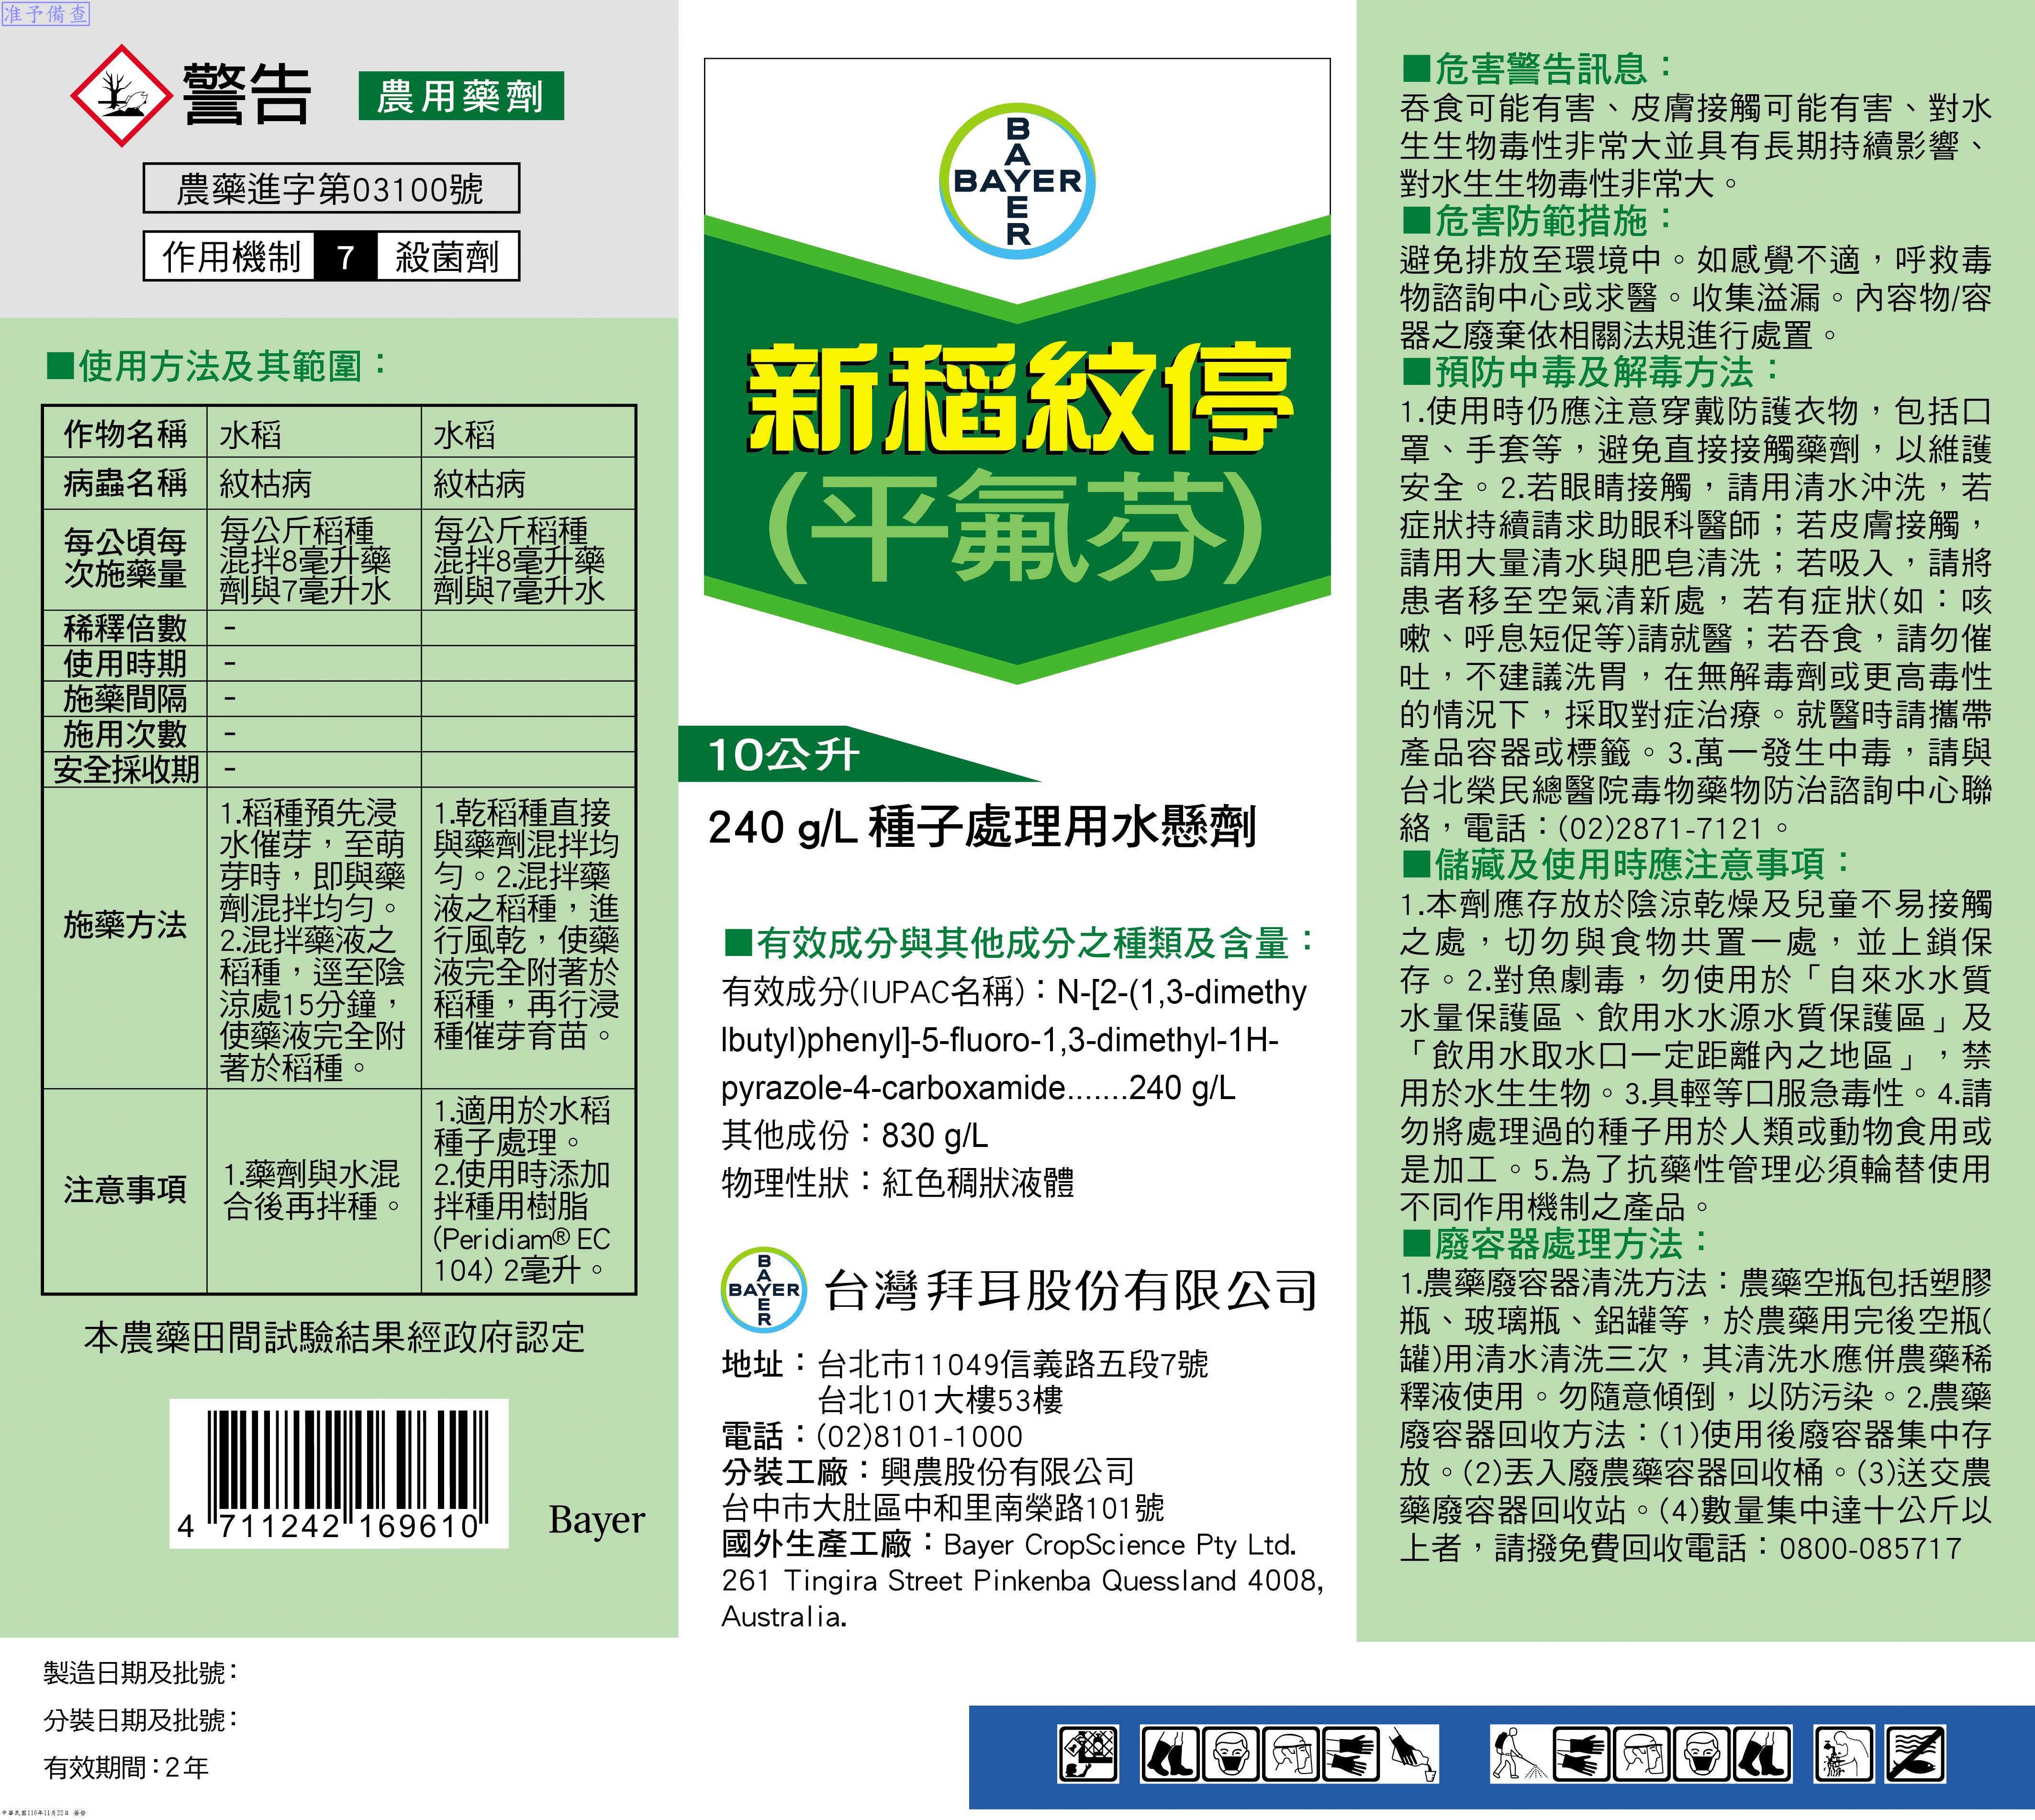 准予備查
警告 農用藥劑
農藥進字第03100號
作用機制 7 殺菌劑
■使用方法及其範圍：
作物名稱 水稻 水稻
病蟲名稱 紋枯病 紋枯病
每公頃每次施藥量
每公斤稻種
混拌8毫升藥
劑與7毫升水
每公斤稻種
混拌8毫升藥
劑與7毫升水
稀釋倍數 -
使用時期 -
施藥間隔 -
施用次數 -
安全採收期 -
施藥方法
1.稻種預先浸
水催芽，至萌
芽時，即與藥
劑混拌均勻。
2.混拌藥液之
稻種，逕至陰
涼處15分鐘，
使藥液完全附
著於稻種。
1.乾稻種直接
與藥劑混拌均
勻。2.混拌藥
液之稻種，進
行風乾，使藥
液完全附著於
稻種，再行浸
種催芽育苗。
注意事項
1.藥劑與水混
合後再拌種。
1.適用於水稻
種子處理。
2.使用時添加
拌種用樹脂
(Peridiam® EC
104) 2毫升。
本農藥田間試驗結果經政府認定
4 711242 169610
Bayer
製造日期及批號：
分裝日期及批號：
有效期間：2年
中華民國110年11月22日 簽發
BAYER
BAYER
新稻紋停
(平氟芬)
10公升
240 g/L 種子處理用水懸劑
■有效成分與其他成分之種類及含量：
有效成分(IUPAC名稱)：N-[2-(1,3-dimethy
lbutyl)phenyl]-5-fluoro-1,3-dimethyl-1H-
pyrazole-4-carboxamide.......240 g/L
其他成份：830 g/L
物理性狀：紅色稠狀液體
BAYER
BAYER
台灣拜耳股份有限公司
地址：台北市11049信義路五段7號
台北101大樓53樓
電話：(02)8101-1000
分裝工廠：興農股份有限公司
台中市大肚區中和里南榮路101號
國外生產工廠：Bayer CropScience Pty Ltd.
261 Tingira Street Pinkenba Quessland 4008,
Australia.
■危害警告訊息：
吞食可能有害、皮膚接觸可能有害、對水
生生物毒性非常大並具有長期持續影響、
對水生生物毒性非常大。
■危害防範措施：
避免排放至環境中。如感覺不適，呼救毒
物諮詢中心或求醫。收集溢漏。內容物/容
器之廢棄依相關法規進行處置。
■預防中毒及解毒方法：
1.使用時仍應注意穿戴防護衣物，包括口
罩、手套等，避免直接接觸藥劑，以維護
安全。2.若眼睛接觸，請用清水沖洗，若
症狀持續請求助眼科醫師；若皮膚接觸，
請用大量清水與肥皂清洗；若吸入，請將
患者移至空氣清新處，若有症狀(如：咳
嗽、呼息短促等)請就醫；若吞食，請勿催
吐，不建議洗胃，在無解毒劑或更高毒性
的情況下，採取對症治療。就醫時請攜帶
產品容器或標籤。3.萬一發生中毒，請與
台北榮民總醫院毒物藥物防治諮詢中心聯
絡，電話：(02)2871-7121。
■儲藏及使用時應注意事項：
1.本劑應存放於陰涼乾燥及兒童不易接觸
之處，切勿與食物共置一處，並上鎖保
存。2.對魚劇毒，勿使用於「自來水水質
水量保護區、飲用水水源水質保護區」及
「飲用水取水口一定距離內之地區」，禁
用於水生生物。3.具輕等口服急毒性。4.請
勿將處理過的種子用於人類或動物食用或
是加工。5.為了抗藥性管理必須輪替使用
不同作用機制之產品。
■廢容器處理方法：
1.農藥廢容器清洗方法：農藥空瓶包括塑膠
瓶、玻璃瓶、鋁罐等，於農藥用完後空瓶(
罐)用清水清洗三次，其清洗水應併農藥稀
釋液使用。勿隨意傾倒，以防污染。2.農藥
廢容器回收方法：(1)使用後廢容器集中存
放。(2)丟入廢農藥容器回收桶。(3)送交農
藥廢容器回收站。(4)數量集中達十公斤以
上者，請撥免費回收電話：0800-085717